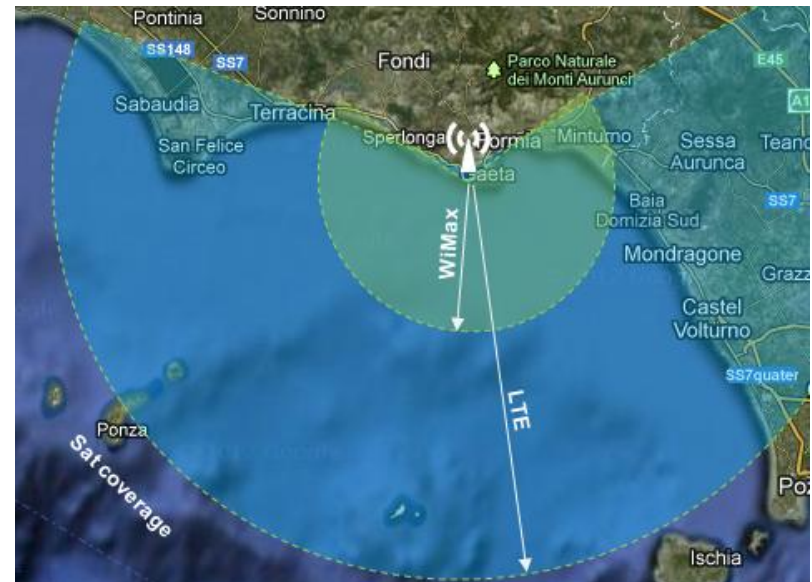 Pontinia
Sonnino
SS148
SS7
Fondi
Parco Naturale
dei Monti Aurunci
E45
A1
Sabaudia
Terracina
Sperlonga
Formia
Minturno
Sessa
Aurunca
Teano
San Felice
Circeo
Gaeta
SS7
Baia
Domizia Sud
WiMax
Mondragone
Grazz
Castel
Volturno
SS7quater
LTE
Ponza
Sat coverage
Poz
Ischia